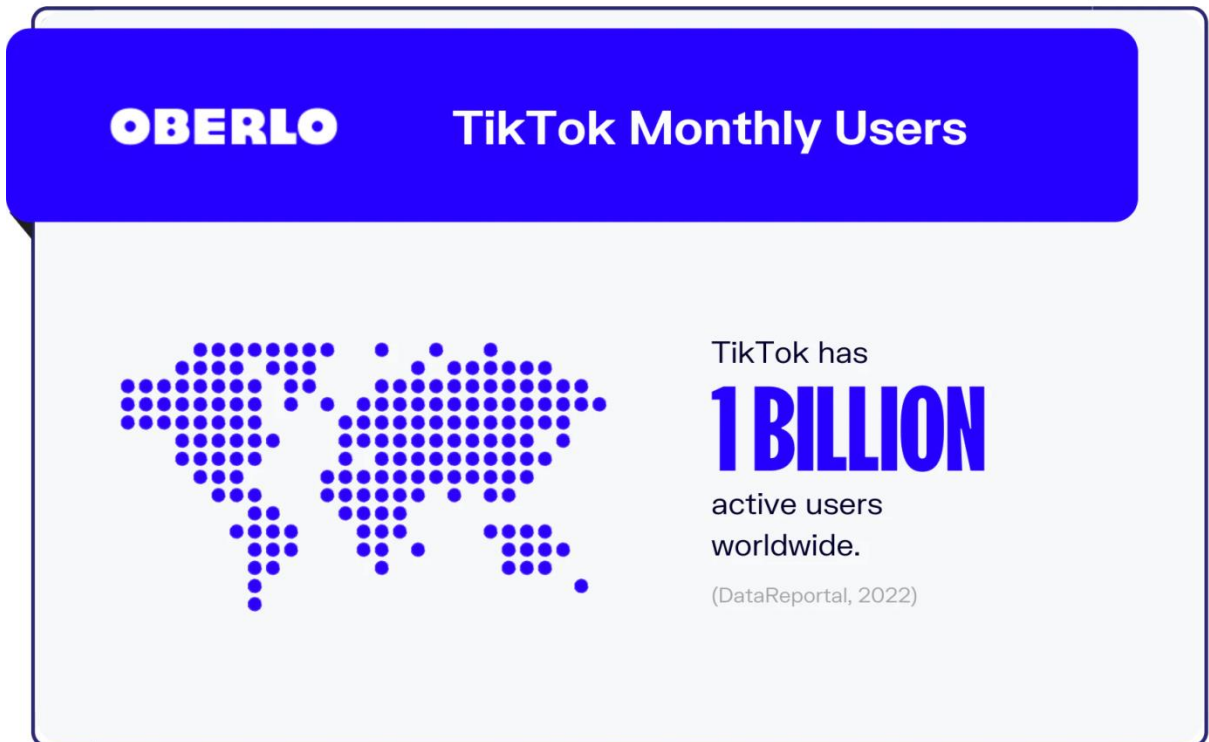 OBERLO
TikTok Monthly Users
TikTok has
1 BILLION
active users
worldwide.
(DataReportal, 2022)